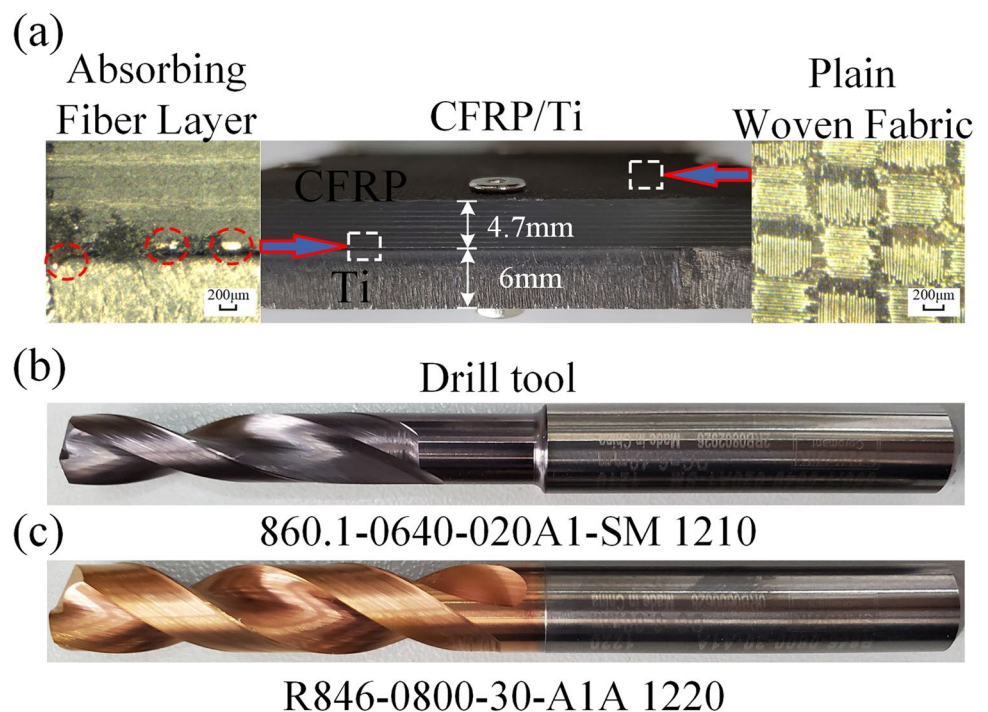 (a)
Absorbing
Fiber Layer
CFRP/Ti
Plain
Woven Fabric
CFRP
4.7mm
Ti
6mm
200μm
200μm
(b)
Drill tool
860.1-0640-020A1-SM 1210
(c)
R846-0800-30-A1A 1220